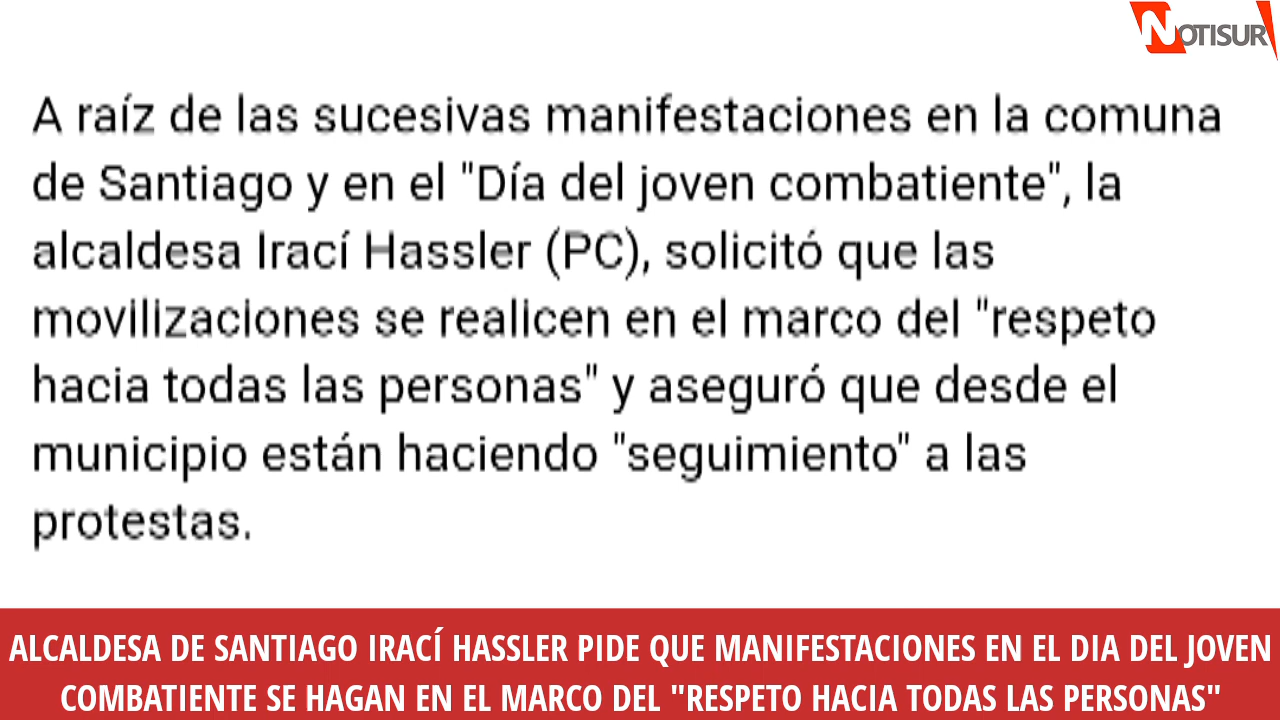 NOTISUR
A raíz de las sucesivas manifestaciones en la comuna
de Santiago y en el "Día del joven combatiente", la
alcaldesa Irací Hassler (PC), solicitó que las
movilizaciones se realicen en el marco del "respeto
hacia todas las personas" y aseguró que desde el
municipio están haciendo "seguimiento" a las
protestas.
ALCALDESA DE SANTIAGO IRACÍ HASSLER PIDE QUE MANIFESTACIONES EN EL DIA DEL JOVEN
COMBATIENTE SE HAGAN EN EL MARCO DEL "RESPETO HACIA TODAS LAS PERSONAS"